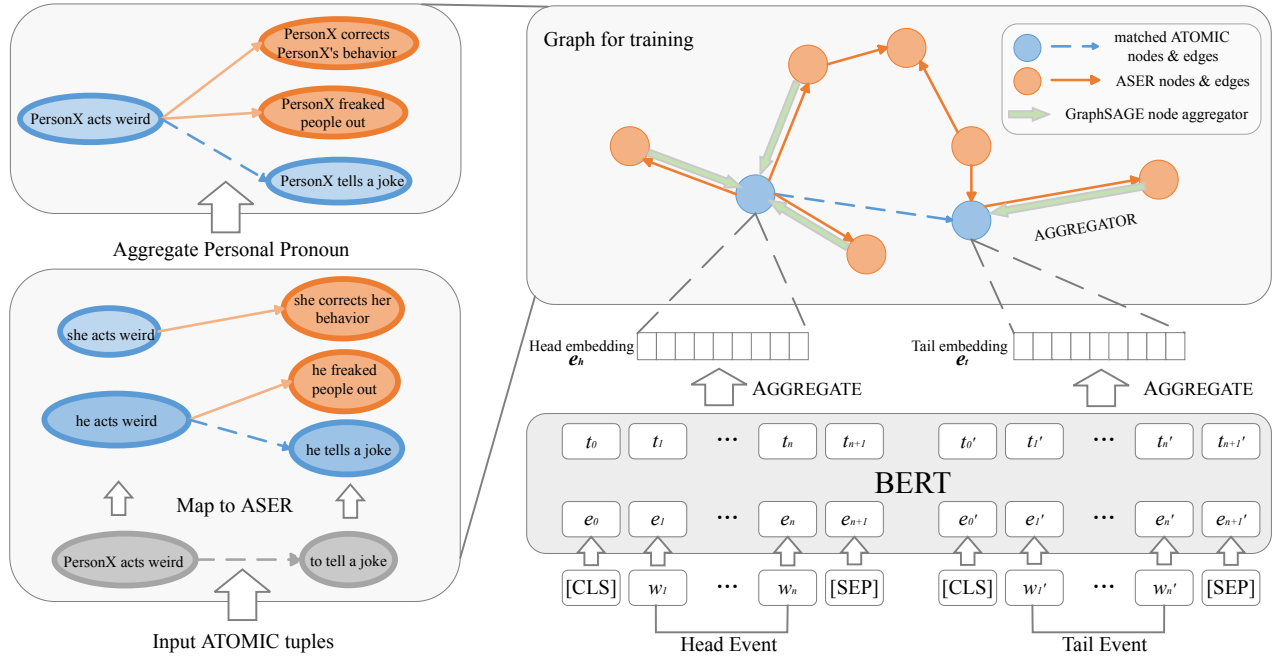 PersonX corrects
PersonX's behavior
PersonX acts weird
PersonX freaked
people out
PersonX tells a joke
Aggregate Personal Pronoun
she acts weird
she corrects her
behavior
he freaked
people out
he acts weird
he tells a joke
Map to ASER
PersonX acts weird
to tell a joke
Input ATOMIC tuples
Graph for training
matched ATOMIC
nodes & edges
ASER nodes & edges
GraphSAGE node aggregator
AGGREGATOR
Head embedding
e_h
Tail embedding
e_t
AGGREGATE
AGGREGATE
t_0 t_1 ... t_n t_{n+1} t_0' t_1' ... t_n' t_{n+1}'
BERT
e_0 e_1 ... e_n e_{n+1} e_0' e_1' ... e_n' e_{n+1}'
[CLS] w_1 ... w_n [SEP] [CLS] w_1' ... w_n' [SEP]
Head Event
Tail Event